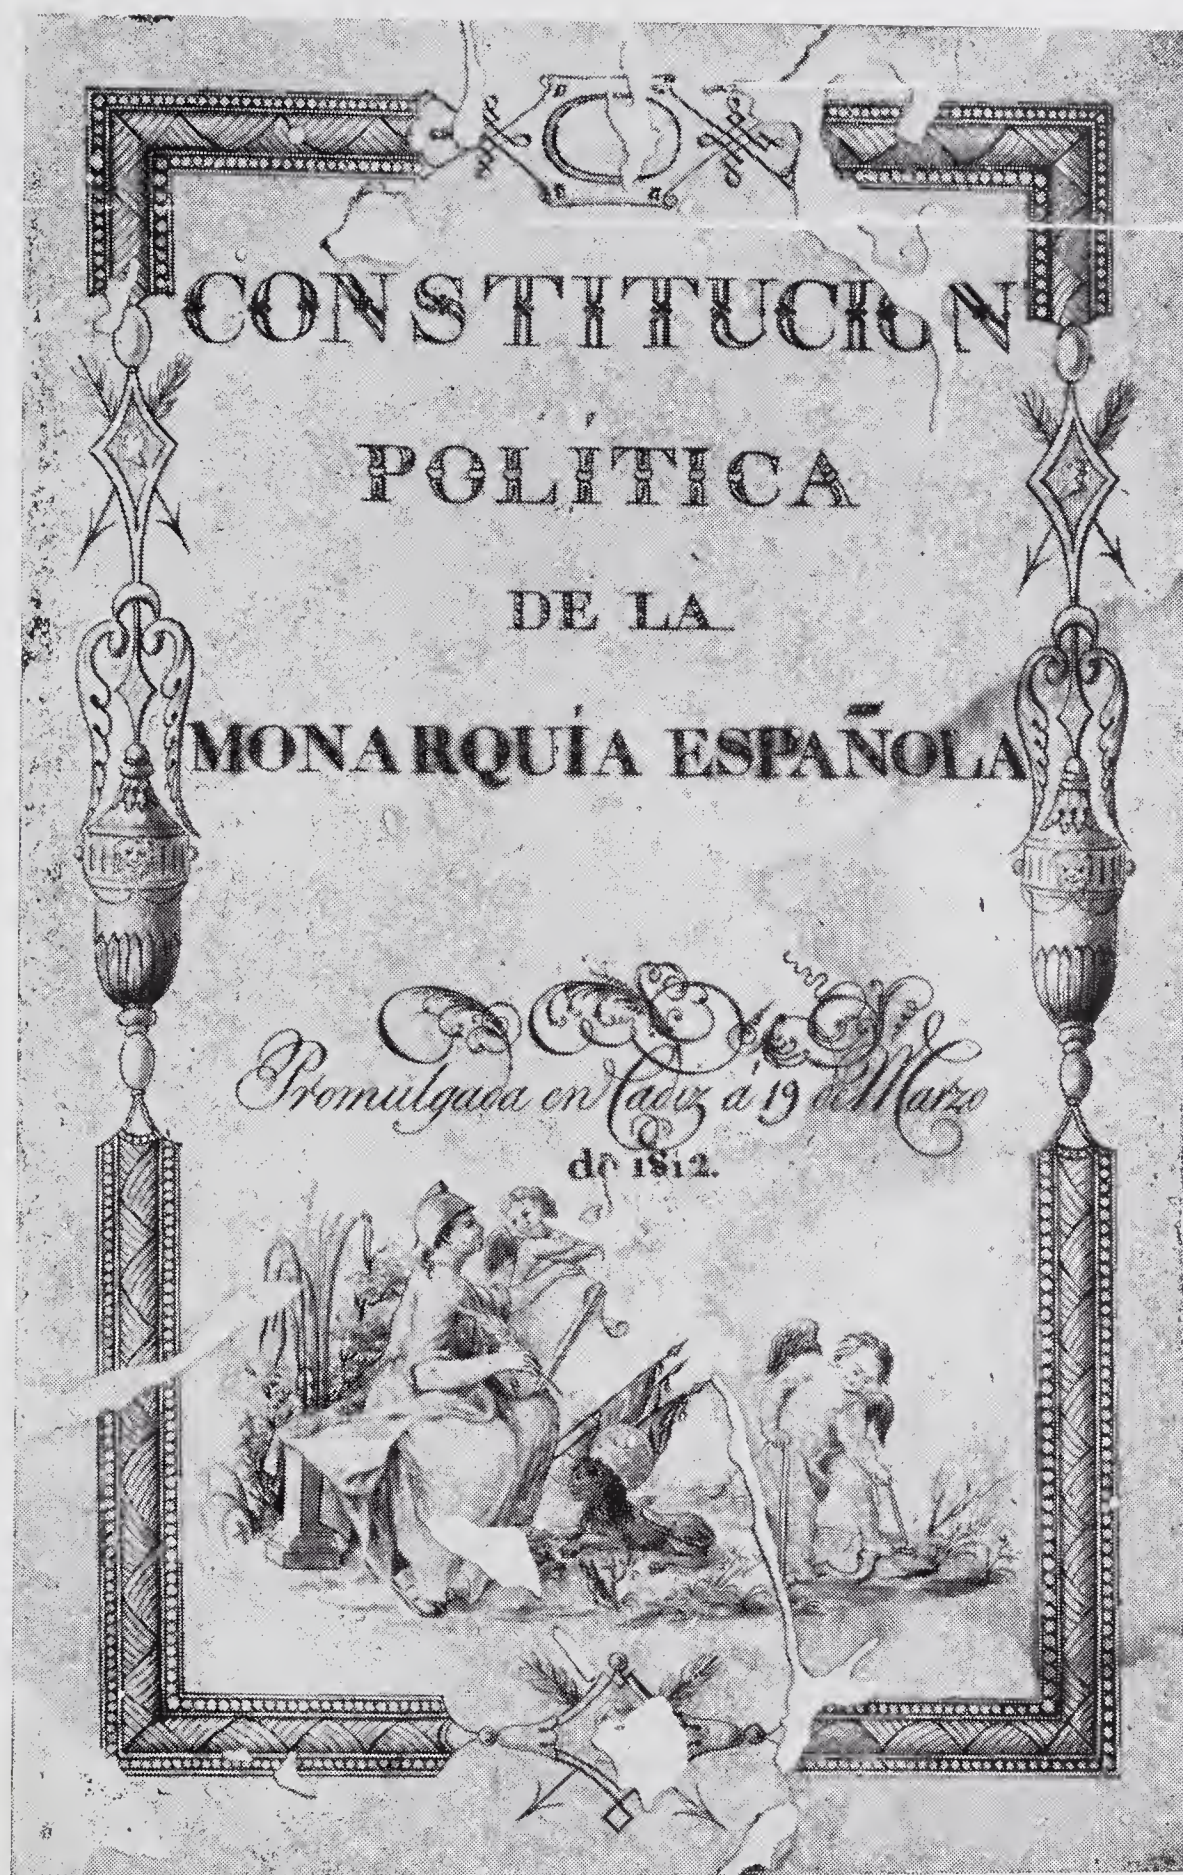 CONSTITUCION
POLÍTICA
DE LA
MONARQUÍA ESPAÑOLA
Promulgada en Cadiz á 19 de Marzo
de 1812.